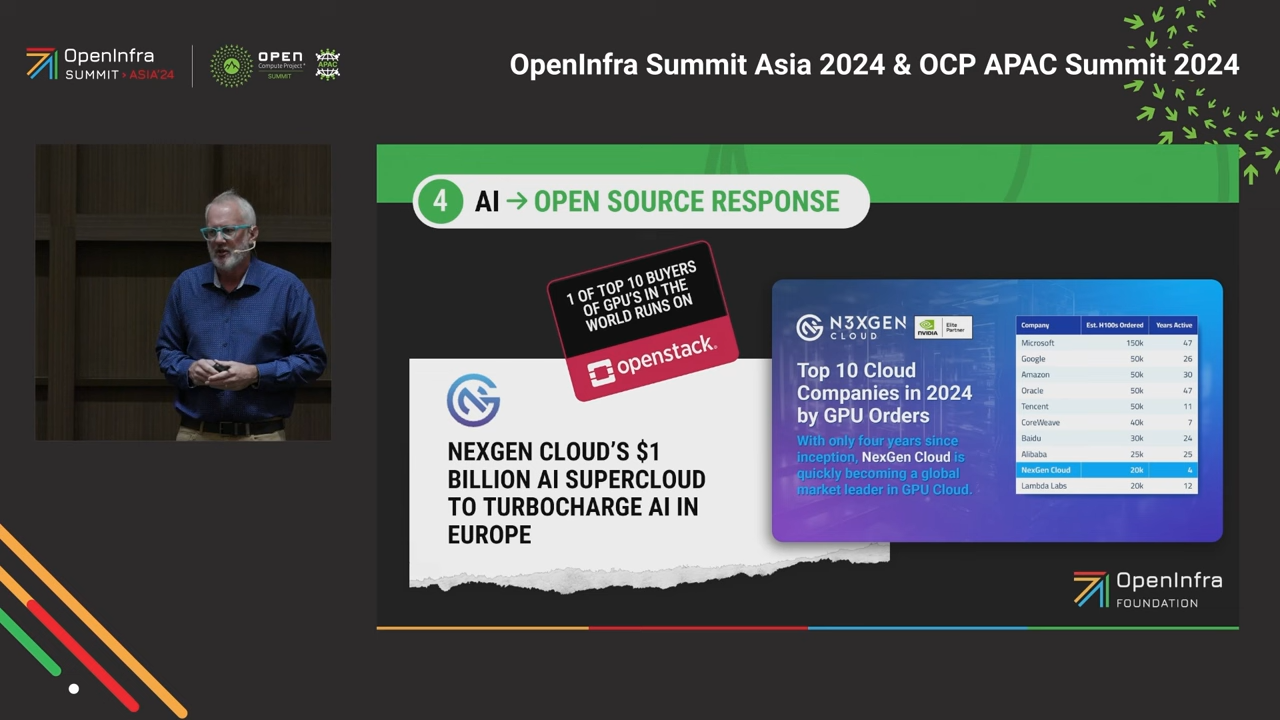 OpenInfra
SUMMIT ASIA'24
OPEN
Compute Project®
SUMMIT
APAC
OpenInfra Summit Asia 2024 & OCP APAC Summit 2024
4 AI → OPEN SOURCE RESPONSE
1 OF TOP 10 BUYERS
OF GPU'S IN THE
WORLD RUNS ON
openstack.
NEXGEN CLOUD'S $1
BILLION AI SUPERCLOUD
TO TURBOCHARGE AI IN
EUROPE
N3XGEN
CLOUD
NVIDIA
Elite
Partner
Top 10 Cloud
Companies in 2024
by GPU Orders
With only four years since
inception, NexGen Cloud is
quickly becoming a global
market leader in GPU Cloud.
Company Est. H100s Ordered Years Active
Microsoft 150k 47
Google 50k 26
Amazon 50k 30
Oracle 50k 47
Tencent 50k 11
CoreWeave 40k 7
Baidu 30k 24
Alibaba 25k 25
NexGen Cloud 20k 4
Lambda Labs 20k 12
OpenInfra
FOUNDATION